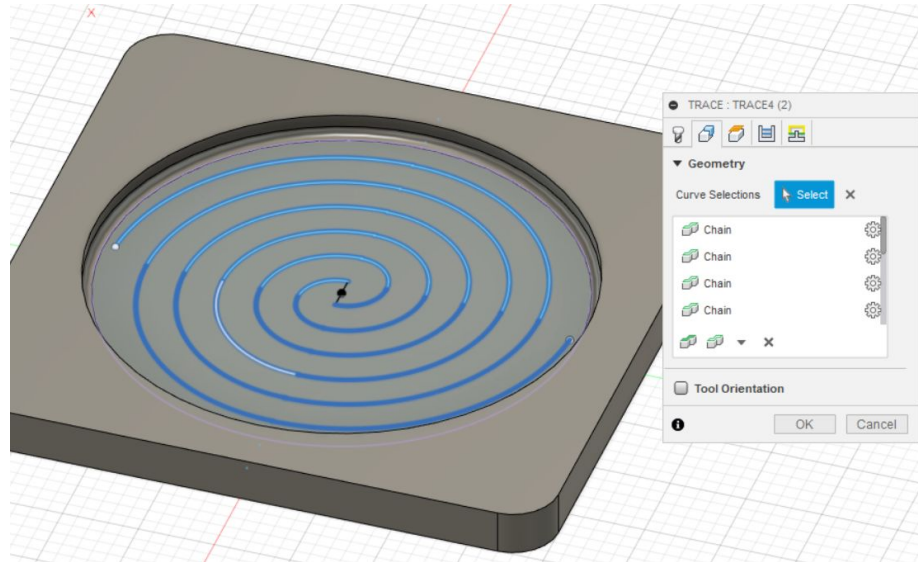 X
TRACE : TRACE4 (2)
Geometry
Curve Selections Select
Chain
Chain
Chain
Chain
Tool Orientation
OK Cancel